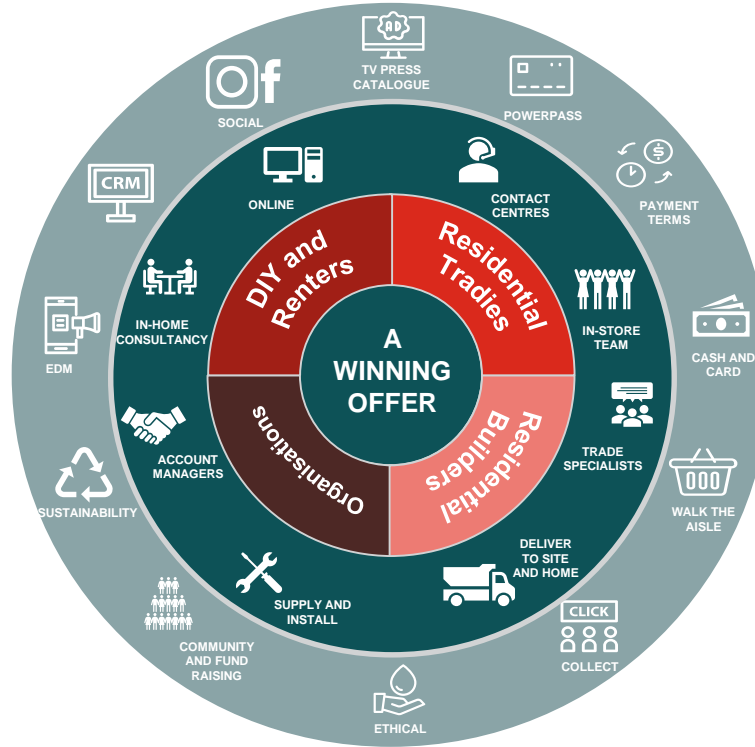 AD
TV PRESS
CATALOGUE
POWERPASS
$
PAYMENT
TERMS
CASH AND
CARD
WALK THE
AISLE
CLICK
COLLECT
ETHICAL
COMMUNITY
AND FUND
RAISING
SUSTAINABILITY
EDM
CRM
f
SOCIAL
ONLINE
CONTACT
CENTRES
IN-STORE
TEAM
TRADE
SPECIALISTS
DELIVER
TO SITE
AND HOME
SUPPLY AND
INSTALL
ACCOUNT
MANAGERS
IN-HOME
CONSULTANCY
DIY and
Renters
Residential
Tradies
Residential
Builders
Organisations
A
WINNING
OFFER